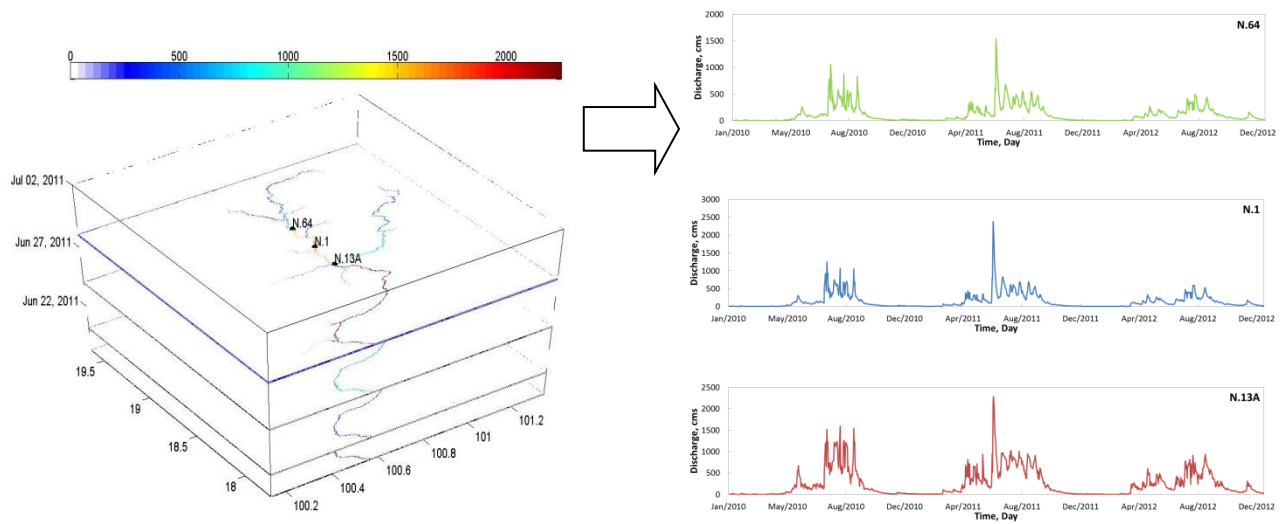 0 500 1000 1500 2000
Jul 02, 2011
Jun 27, 2011
Jun 22, 2011
N.64
N.1
N.13A
19.5
19
18.5
18
100.2
100.4
100.6
100.8
101
101.2
N.64
Discharge, cms
2000
1500
1000
500
0
Jan/2010 May/2010 Aug/2010 Dec/2010 Apr/2011 Aug/2011 Dec/2011 Apr/2012 Aug/2012 Dec/2012
Time, Day
N.1
Discharge, cms
3000
2500
2000
1500
1000
500
0
Jan/2010 May/2010 Aug/2010 Dec/2010 Apr/2011 Aug/2011 Dec/2011 Apr/2012 Aug/2012 Dec/2012
Time, Day
N.13A
Discharge, cms
2500
2000
1500
1000
500
0
Jan/2010 May/2010 Aug/2010 Dec/2010 Apr/2011 Aug/2011 Dec/2011 Apr/2012 Aug/2012 Dec/2012
Time, Day